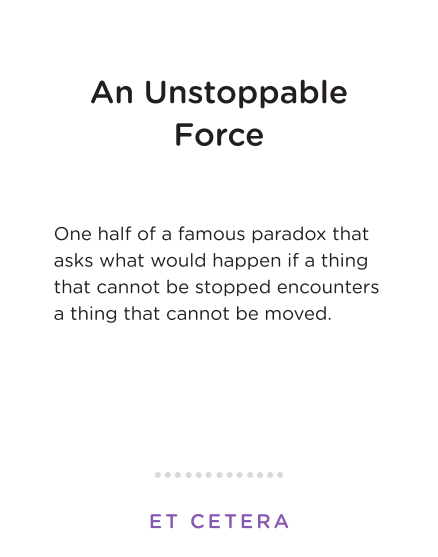 An Unstoppable
Force
One half of a famous paradox that
asks what would happen if a thing
that cannot be stopped encounters
a thing that cannot be moved.
ET CETERA